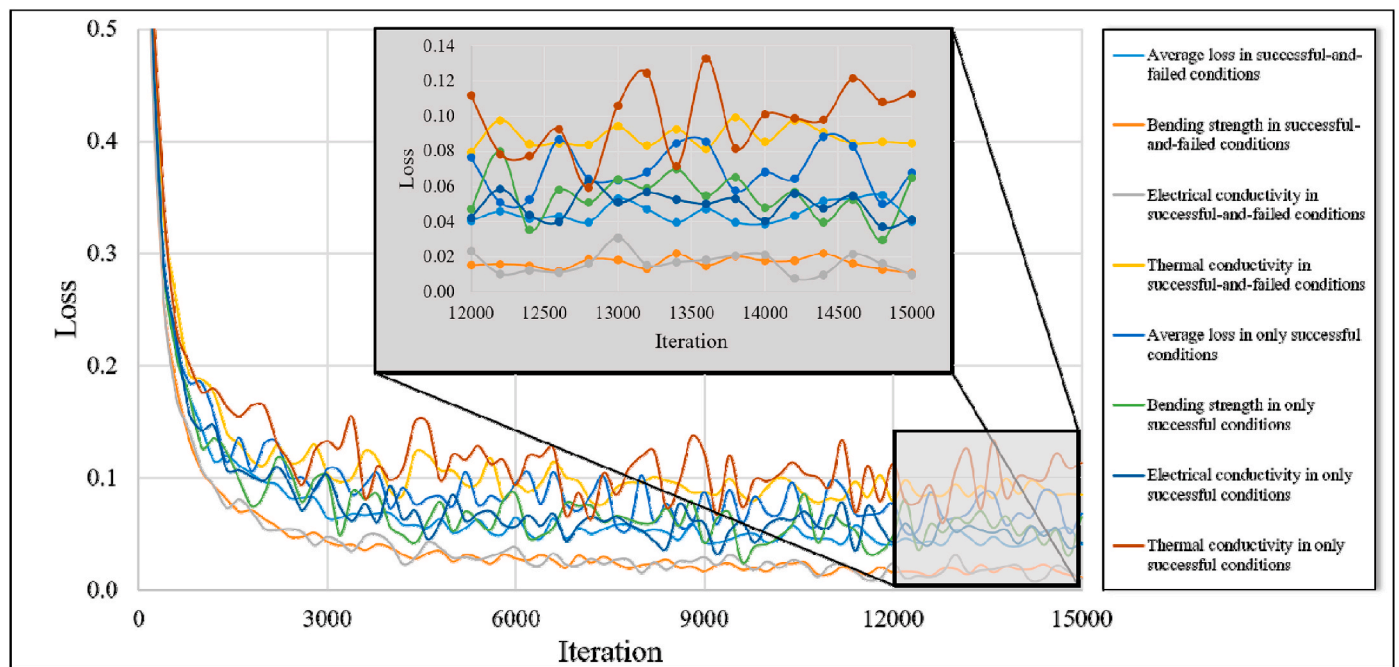 0.5
0.4
0.3
0.2
0.1
0.0
Loss
0
3000
6000
9000
12000
15000
Iteration
0.14
0.12
0.10
0.08
0.06
0.04
0.02
0.00
Loss
12000
12500
13000
13500
14000
14500
15000
Iteration
Average loss in successful-and-
failed conditions
Bending strength in successful-
and-failed conditions
Electrical conductivity in
successful-and-failed conditions
Thermal conductivity in
successful-and-failed conditions
Average loss in only successful
conditions
Bending strength in only
successful conditions
Electrical conductivity in only
successful conditions
Thermal conductivity in only
successful conditions